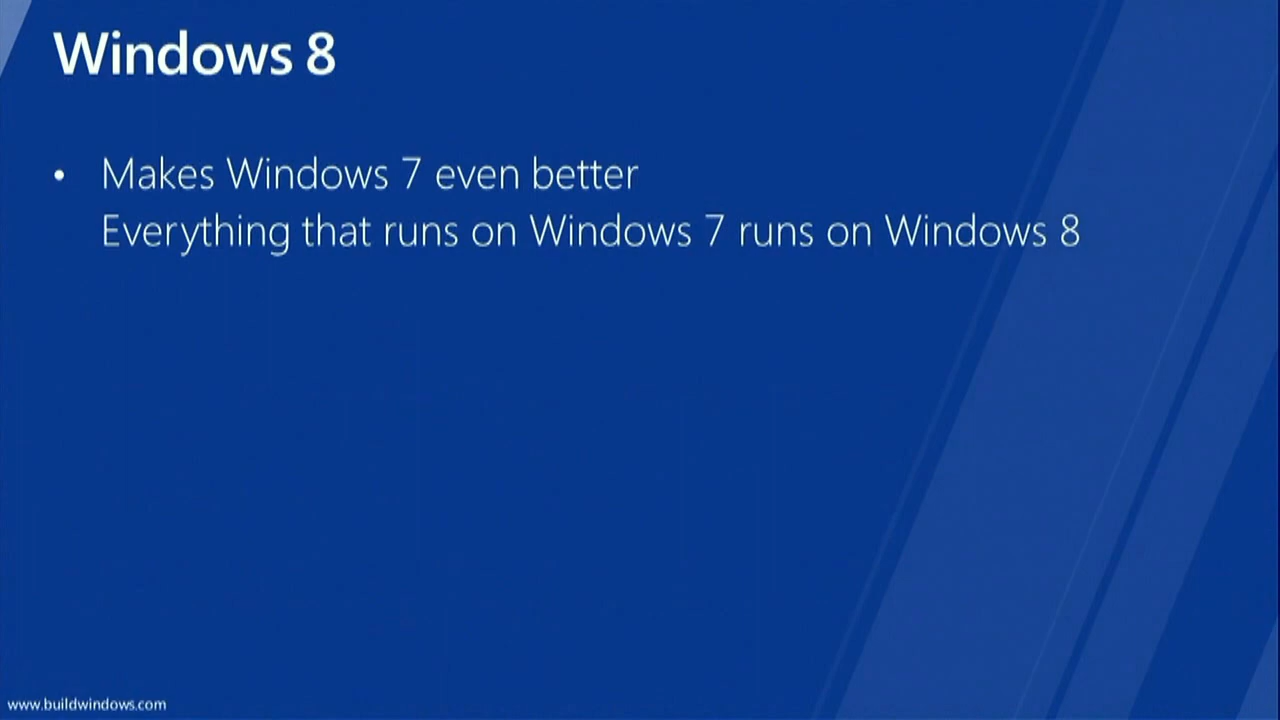 Windows 8
• Makes Windows 7 even better
Everything that runs on Windows 7 runs on Windows 8
www.buildwindows.com